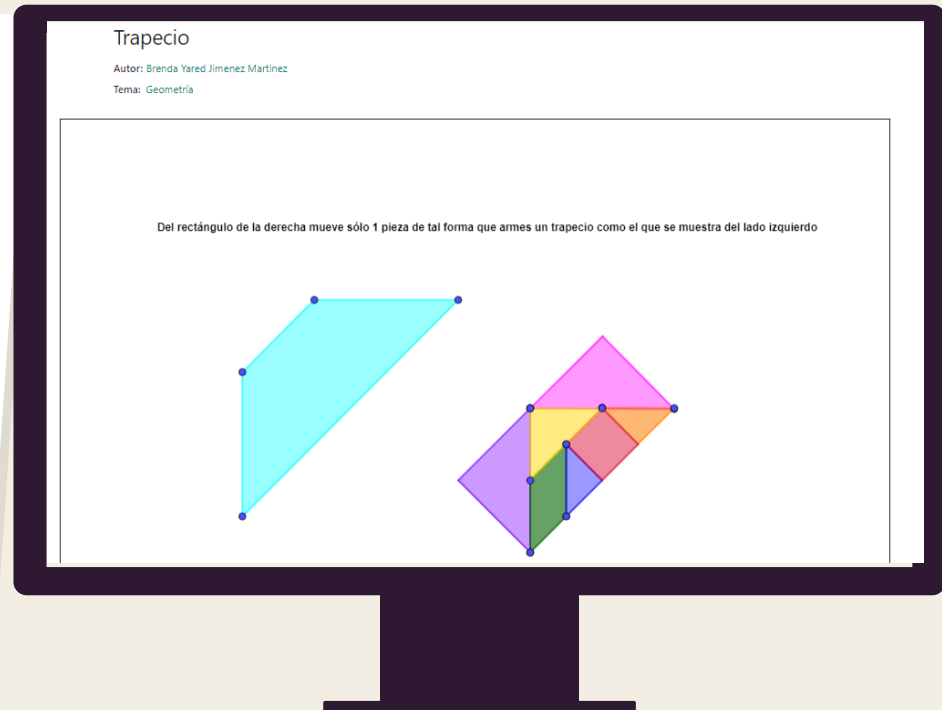 Trapecio
Autor: Brenda Yared Jimenez Martinez
Tema: Geometría
Del rectángulo de la derecha mueve sólo 1 pieza de tal forma que armes un trapecio como el que se muestra del lado izquierdo